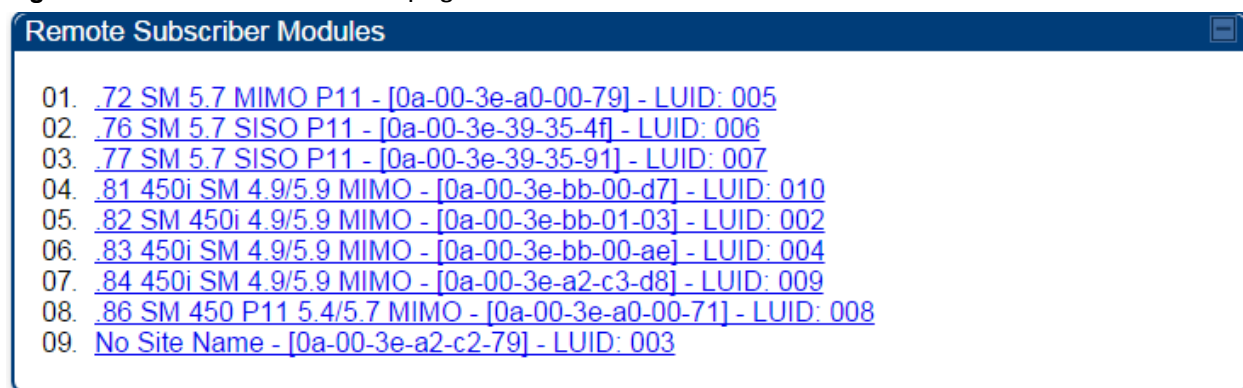 Remote Subscriber Modules
01. .72 SM 5.7 MIMO P11 - [0a-00-3e-a0-00-79] - LUID: 005
02. .76 SM 5.7 SISO P11 - [0a-00-3e-39-35-4f] - LUID: 006
03. .77 SM 5.7 SISO P11 - [0a-00-3e-39-35-91] - LUID: 007
04. .81 450i SM 4.9/5.9 MIMO - [0a-00-3e-bb-00-d7] - LUID: 010
05. .82 SM 450i 4.9/5.9 MIMO - [0a-00-3e-bb-01-03] - LUID: 002
06. .83 450i SM 4.9/5.9 MIMO - [0a-00-3e-bb-00-ae] - LUID: 004
07. .84 450i SM 4.9/5.9 MIMO - [0a-00-3e-a2-c3-d8] - LUID: 009
08. .86 SM 450 P11 5.4/5.7 MIMO - [0a-00-3e-a0-00-71] - LUID: 008
09. No Site Name - [0a-00-3e-a2-c2-79] - LUID: 003